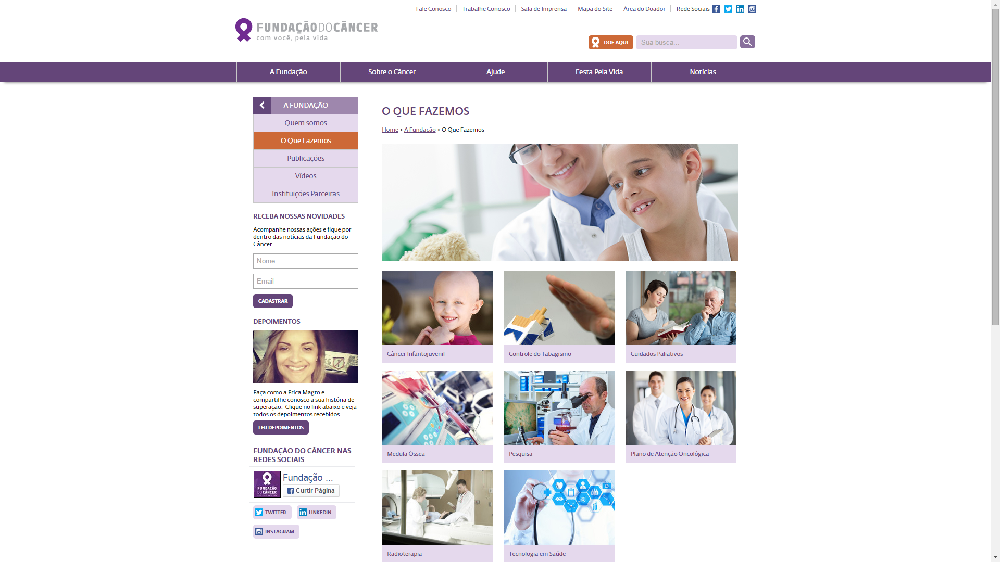 Fale Conosco
Trabalhe Conosco
Sala de Imprensa
Mapa do Site
Área do Doador
Rede Sociais
FUNDAÇÃODOCÂNCER
com você, pela vida
DOE AQUI
Sua busca...
A Fundação
Sobre o Câncer
Ajude
Festa Pela Vida
Notícias
A FUNDAÇÃO
Quem somos
O Que Fazemos
Publicações
Vídeos
Instituições Parceiras
RECEBA NOSSAS NOVIDADES
Acompanhe nossas ações e fique por
dentro das notícias da Fundação do
Câncer.
Nome
Email
CADASTRAR
DEPOIMENTOS
Faça como a Erica Magro e
compartilhe conosco a sua história de
superação. Clique no link abaixo e veja
todos os depoimentos recebidos.
LER DEPOIMENTOS
FUNDAÇÃO DO CÂNCER NAS
REDES SOCIAIS
FUNDAÇÃO
DOCÂNCER
com você, pela vida
Fundação ...
Curtir Página
TWITTER
LINKEDIN
INSTAGRAM
O QUE FAZEMOS
Home > A Fundação > O Que Fazemos
Câncer Infantojuvenil
Controle do Tabagismo
Cuidados Paliativos
Medula Óssea
Pesquisa
Plano de Atenção Oncológica
Radioterapia
Tecnologia em Saúde